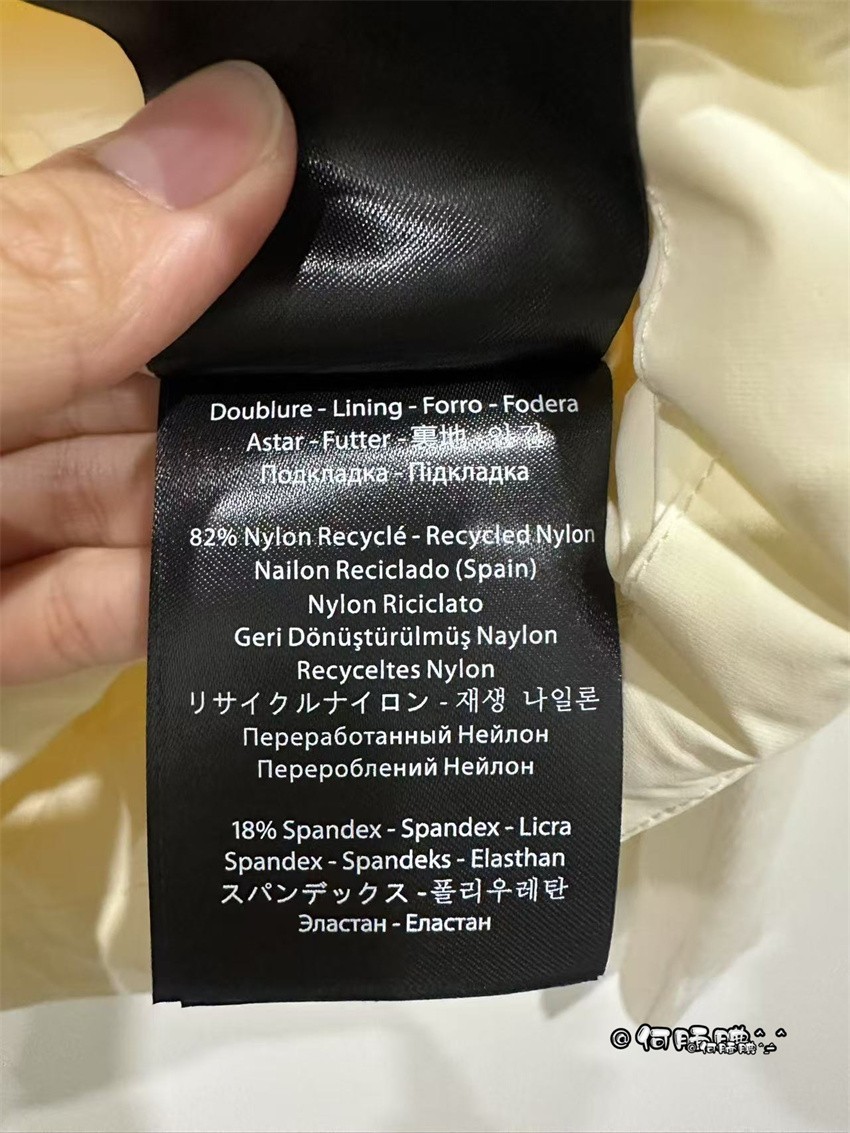 Doublure - Lining - Forro - Fodera
Astar - Futter - 裏地 - 안감
Подкладка - Підкладка
82% Nylon Recyclé - Recycled Nylon
Nailon Reciclado (Spain)
Nylon Riciclato
Geri Dönüştürülmüş Naylon
Recyceltes Nylon
リサイクルナイロン - 재생 나일론
Переработанный Нейлон
Перероблений Нейлон
18% Spandex - Spandex - Licra
Spandex - Spandeks - Elasthan
スパンデックス -폴리우레탄
Эластан - Еластан